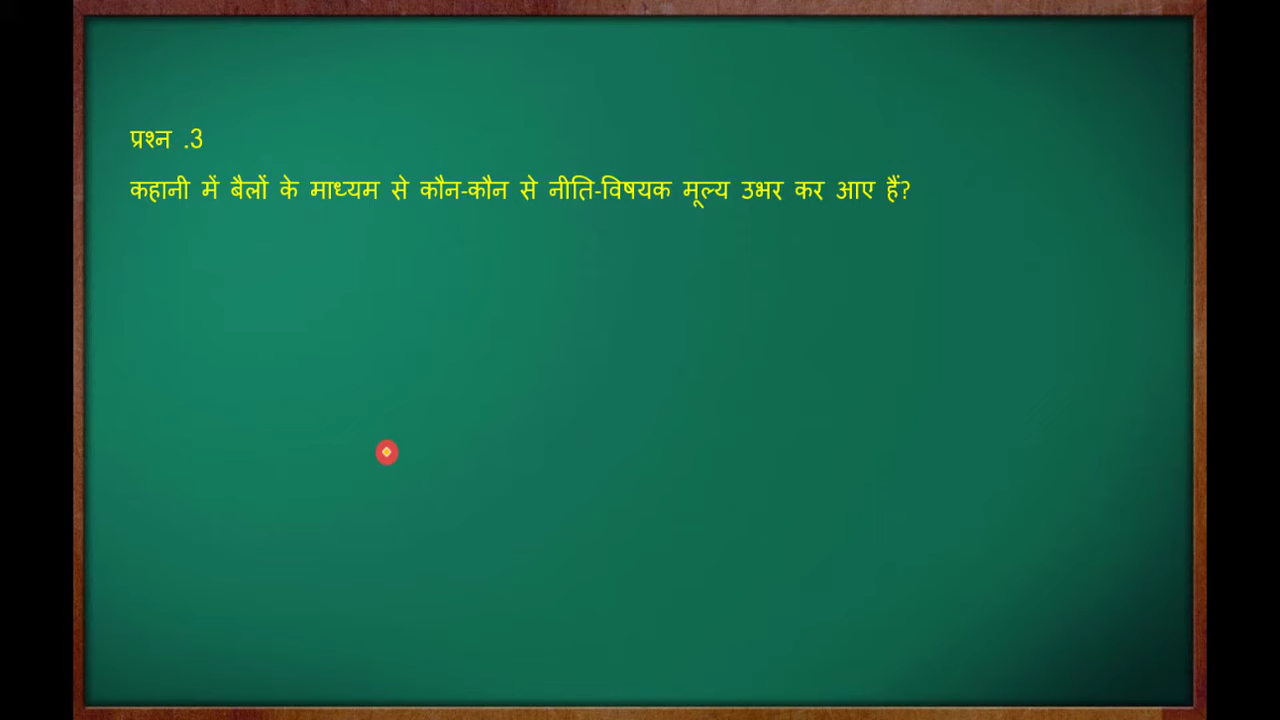 प्रश्न .3
कहानी में बैलों के माध्यम से कौन-कौन से नीति-विषयक मूल्य उभर कर आए हैं?